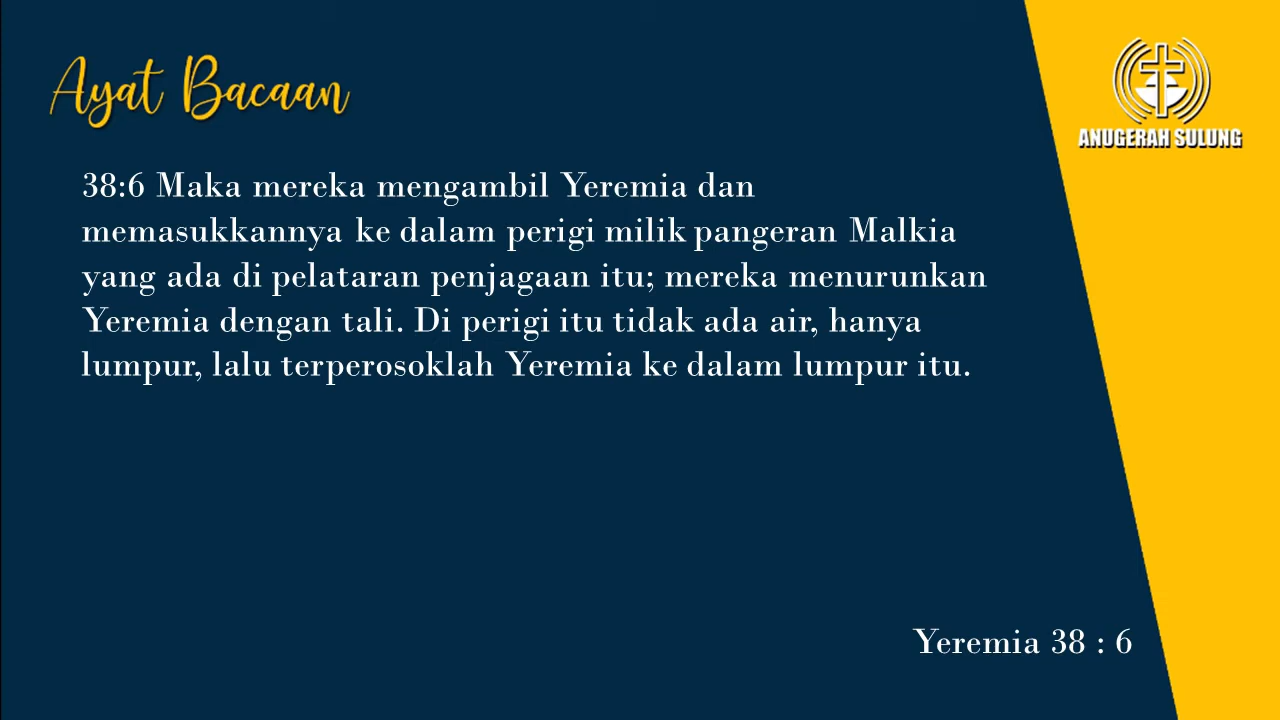 Ayat Bacaan
ANUGERAH SULUNG
38:6 Maka mereka mengambil Yeremia dan
memasukkannya ke dalam perigi milik pangeran Malkia
yang ada di pelataran penjagaan itu; mereka menurunkan
Yeremia dengan tali. Di perigi itu tidak ada air, hanya
lumpur, lalu terperosoklah Yeremia ke dalam lumpur itu.
Yeremia 38 : 6